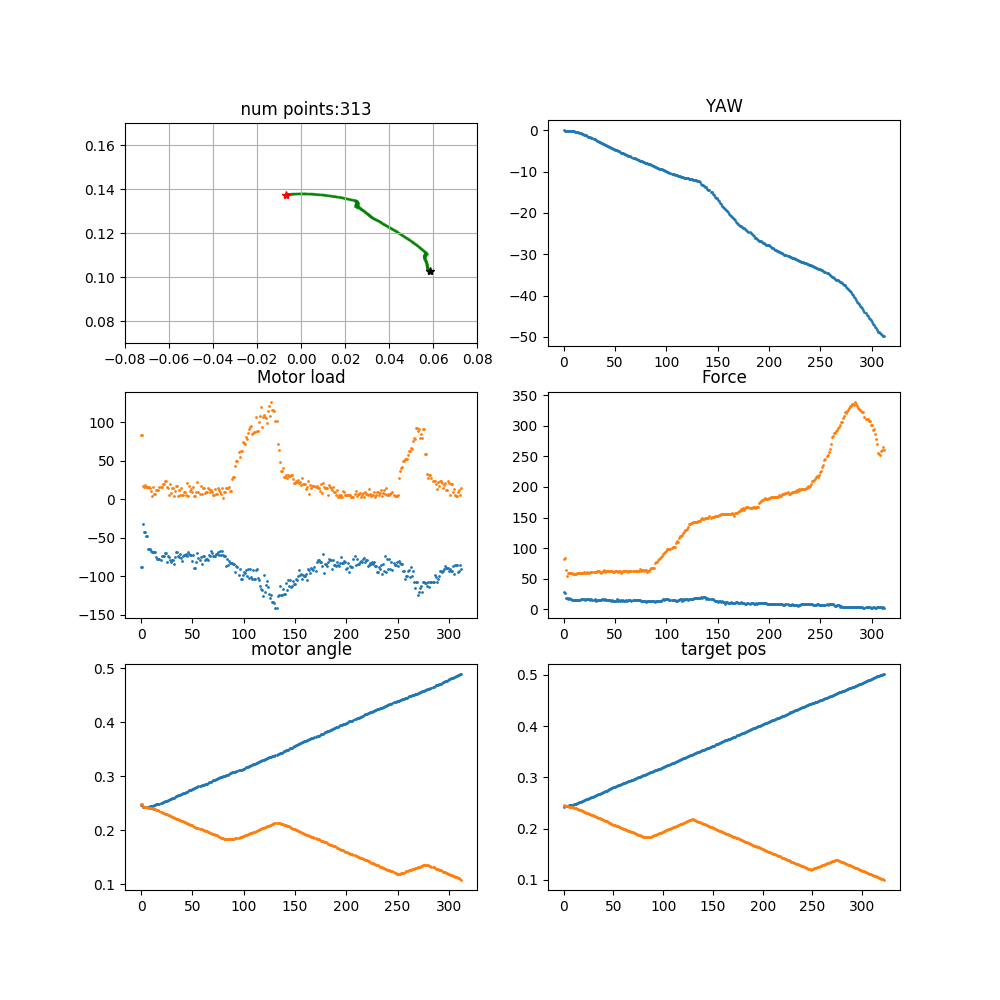 num points:313
YAW
0.16
0.14
0.12
0.10
0.08
−0.08 −0.06 −0.04 −0.02 0.00 0.02 0.04 0.06 0.08
0
−10
−20
−30
−40
−50
0 50 100 150 200 250 300
Motor load
Force
100
50
0
−50
−100
−150
0 50 100 150 200 250 300
350
300
250
200
150
100
50
0
0 50 100 150 200 250 300
motor angle
target pos
0.5
0.4
0.3
0.2
0.1
0 50 100 150 200 250 300
0.5
0.4
0.3
0.2
0.1
0 50 100 150 200 250 300